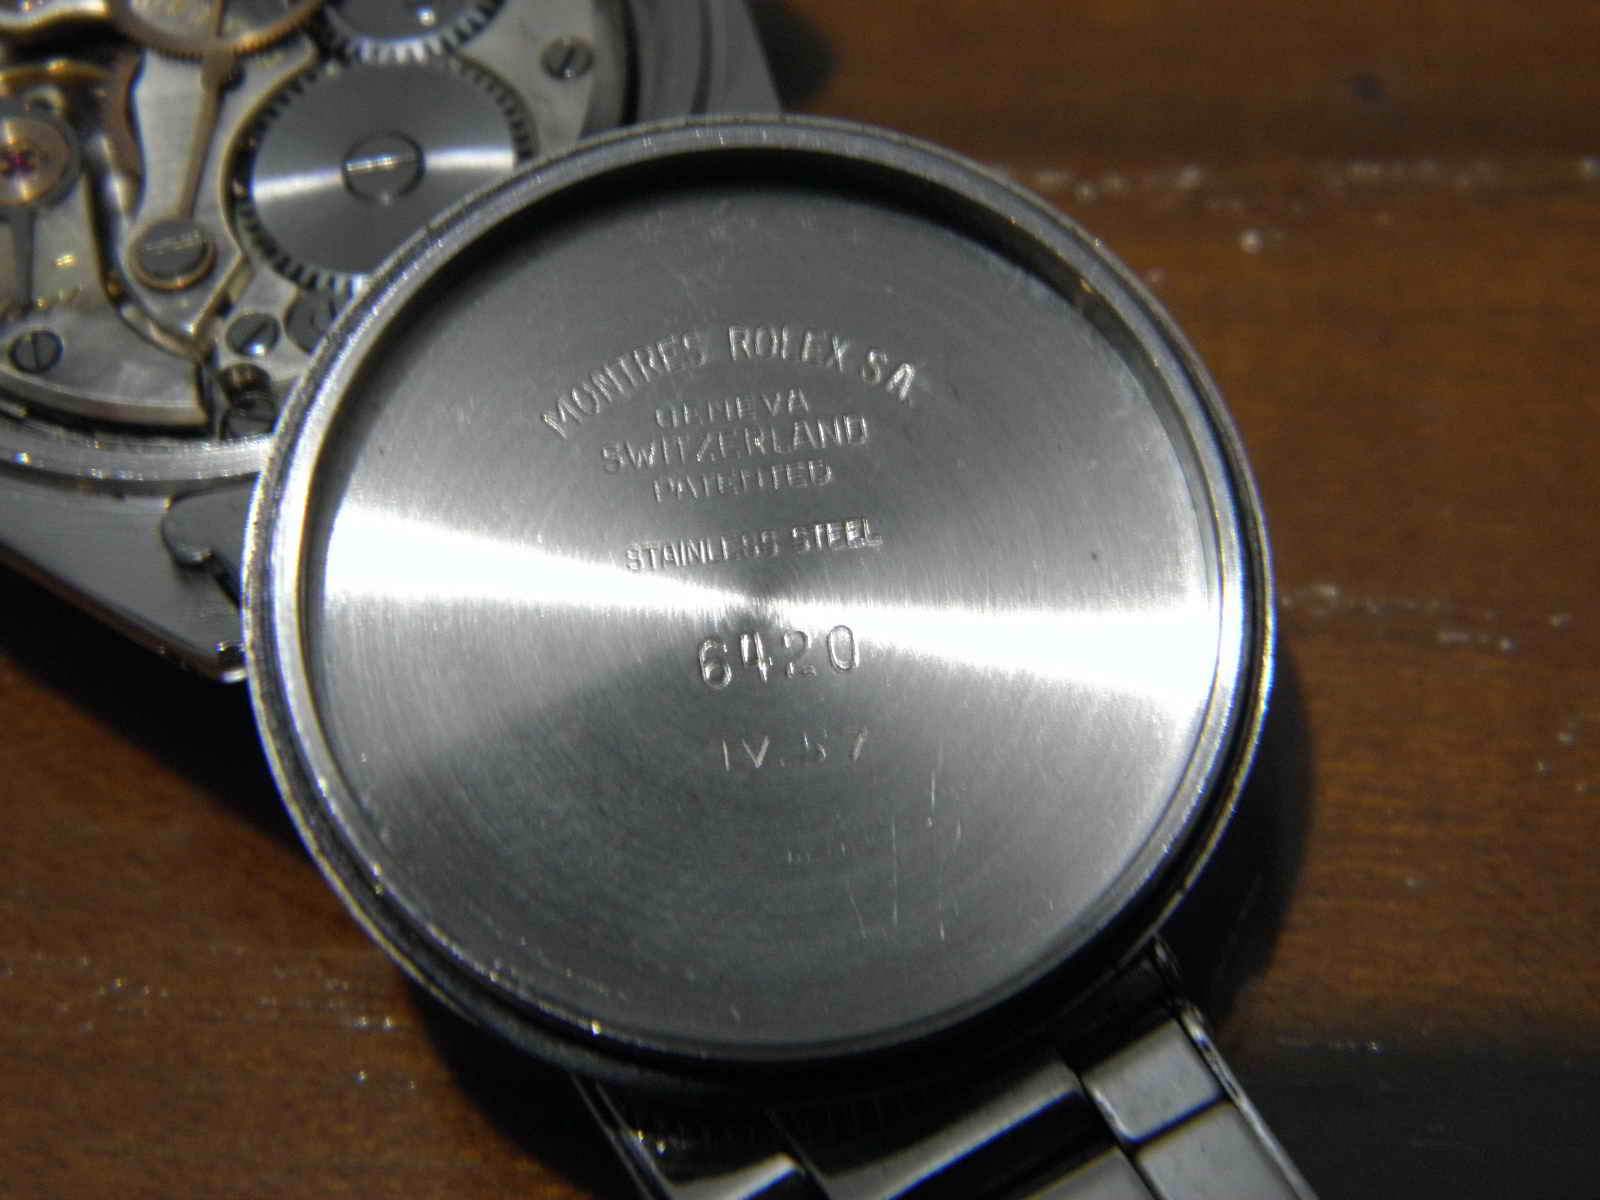 MONTRES ROLEX SA
GENEVA
SWITZERLAND
PATENTED
STAINLESS STEEL
6420
IV.57